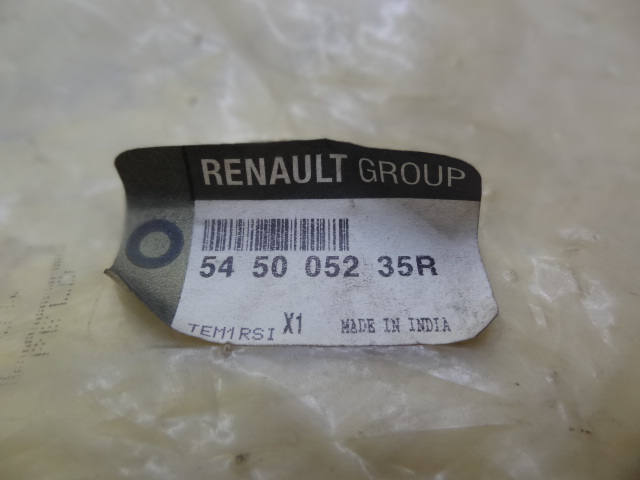 RENAULT GROUP
54 50 052 35R
TEM1RSI X1 MADE IN INDIA